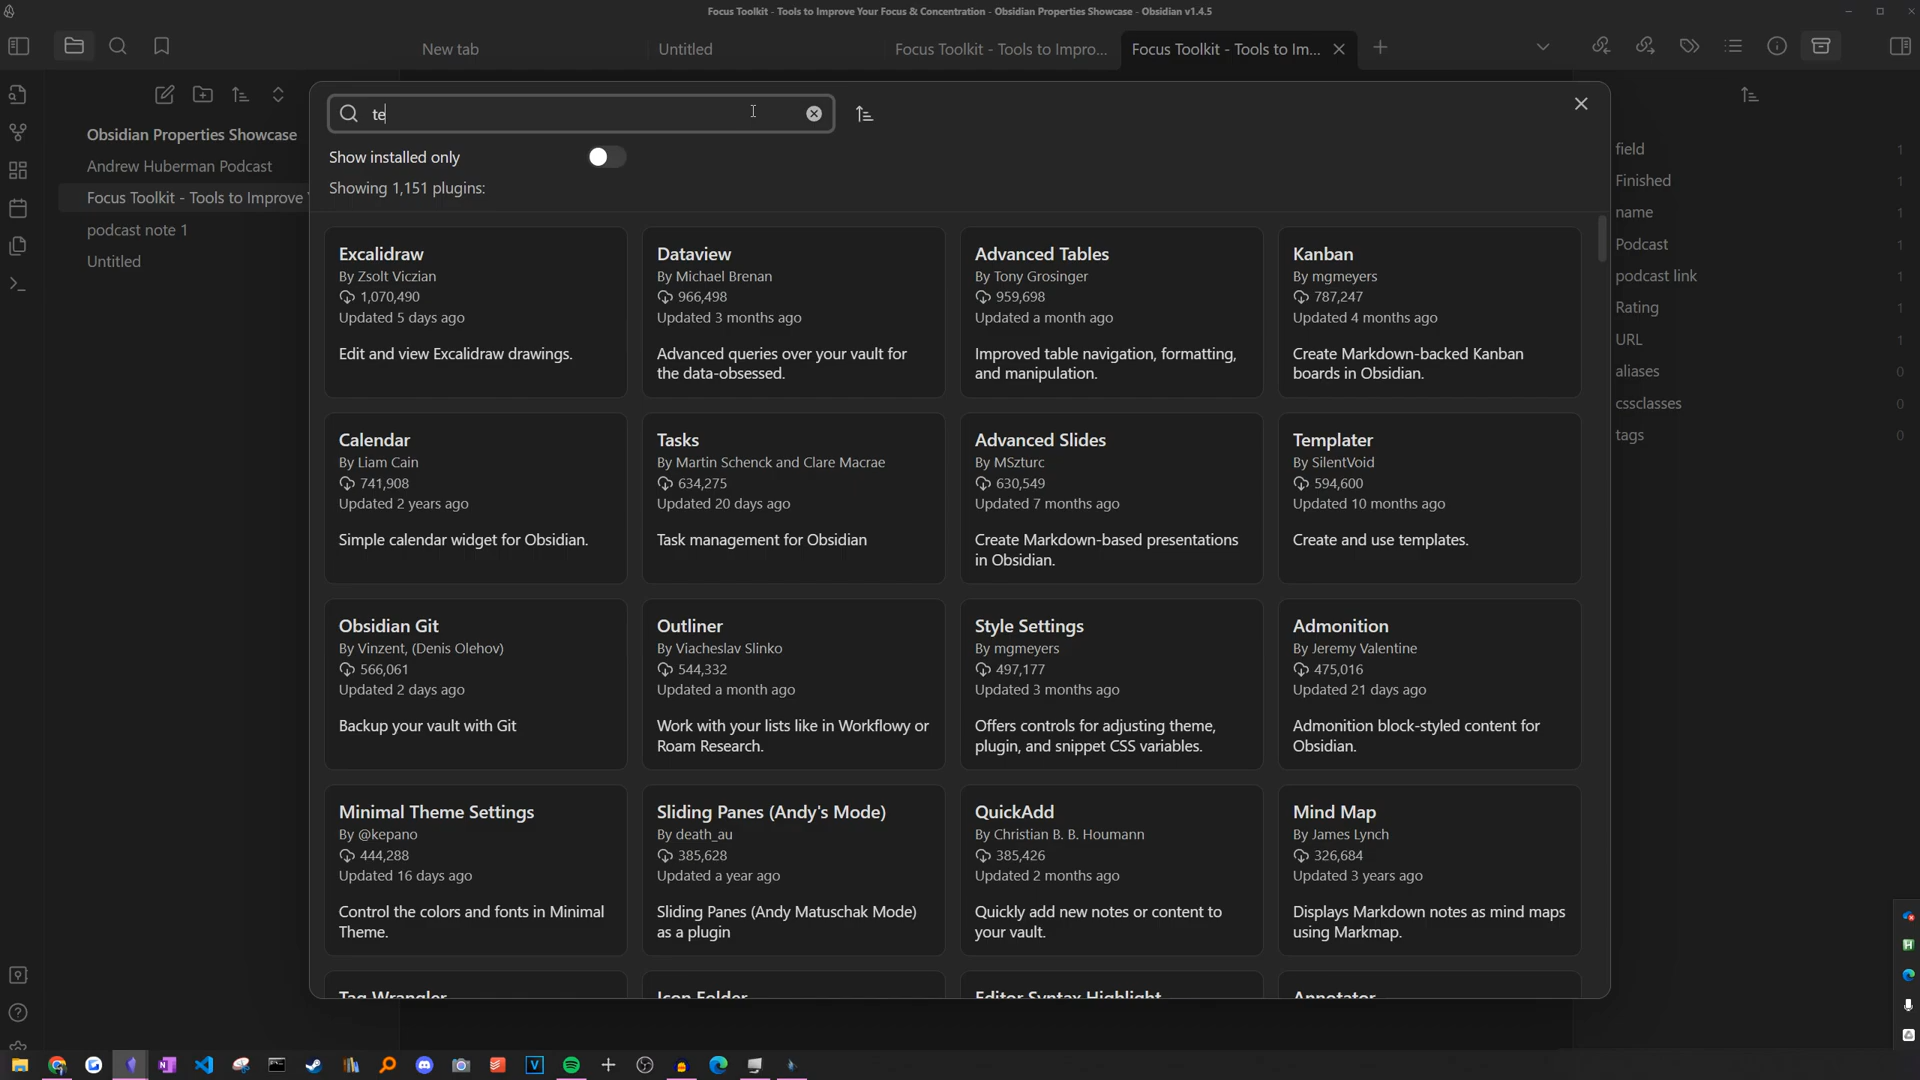 Focus Toolkit - Tools to Improve Your Focus & Concentration - Obsidian Properties Showcase - Obsidian v1.4.5
New tab
Untitled
Focus Toolkit - Tools to Impro...
Focus Toolkit - Tools to Im...
te
Show installed only
Showing 1,151 plugins:
Obsidian Properties Showcase
Andrew Huberman Podcast
Focus Toolkit - Tools to Improve
podcast note 1
Untitled
Excalidraw
By Zsolt Viczian
1,070,490
Updated 5 days ago
Edit and view Excalidraw drawings.
Dataview
By Michael Brenan
966,498
Updated 3 months ago
Advanced queries over your vault for
the data-obsessed.
Advanced Tables
By Tony Grosinger
959,698
Updated a month ago
Improved table navigation, formatting,
and manipulation.
Kanban
By mgmeyers
787,247
Updated 4 months ago
Create Markdown-backed Kanban
boards in Obsidian.
Calendar
By Liam Cain
741,908
Updated 2 years ago
Simple calendar widget for Obsidian.
Tasks
By Martin Schenck and Clare Macrae
634,275
Updated 20 days ago
Task management for Obsidian
Advanced Slides
By MSzturc
630,549
Updated 7 months ago
Create Markdown-based presentations
in Obsidian.
Templater
By SilentVoid
594,600
Updated 10 months ago
Create and use templates.
Obsidian Git
By Vinzent, (Denis Olehov)
566,061
Updated 2 days ago
Backup your vault with Git
Outliner
By Viacheslav Slinko
544,332
Updated a month ago
Work with your lists like in Workflowy or
Roam Research.
Style Settings
By mgmeyers
497,177
Updated 3 months ago
Offers controls for adjusting theme,
plugin, and snippet CSS variables.
Admonition
By Jeremy Valentine
475,016
Updated 21 days ago
Admonition block-styled content for
Obsidian.
Minimal Theme Settings
By @kepano
444,288
Updated 16 days ago
Control the colors and fonts in Minimal
Theme.
Sliding Panes (Andy's Mode)
By death_au
385,628
Updated a year ago
Sliding Panes (Andy Matuschak Mode)
as a plugin
QuickAdd
By Christian B. B. Houmann
385,426
Updated 2 months ago
Quickly add new notes or content to
your vault.
Mind Map
By James Lynch
326,684
Updated 3 years ago
Displays Markdown notes as mind maps
using Markmap.
Tag Wrangler
Icon Folder
Editor Syntax Highlight
Annotator
field 1
Finished 1
name 1
Podcast 1
podcast link 1
Rating 1
URL 1
aliases 0
cssclasses 0
tags 0